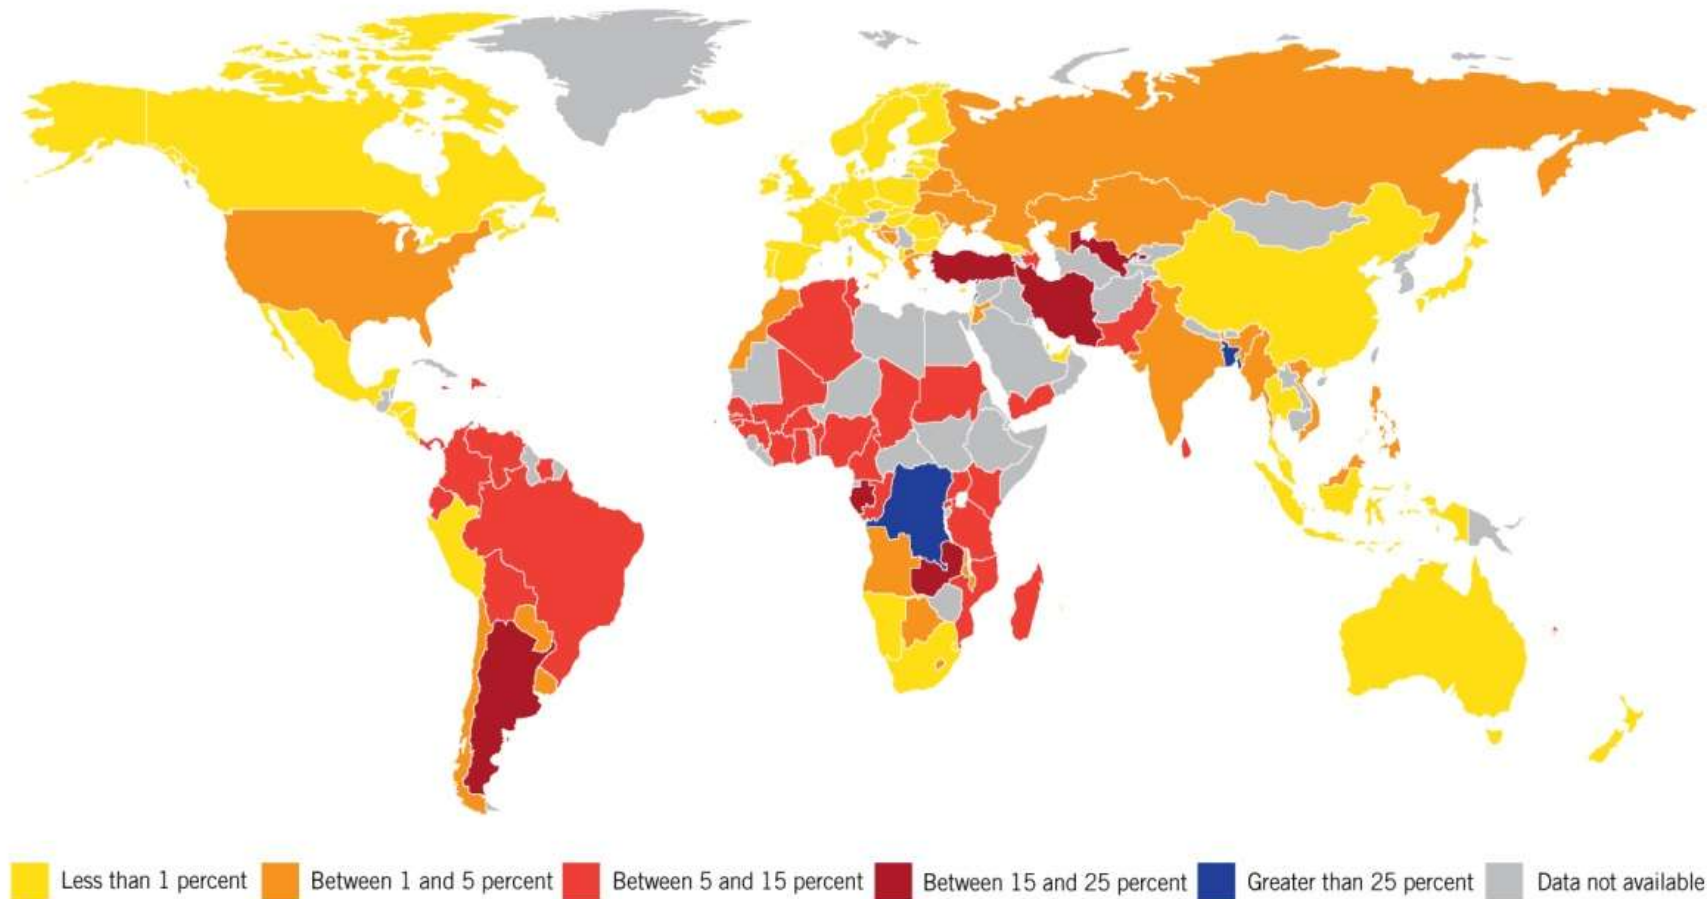 Less than 1 percent Between 1 and 5 percent Between 5 and 15 percent Between 15 and 25 percent Greater than 25 percent Data not available